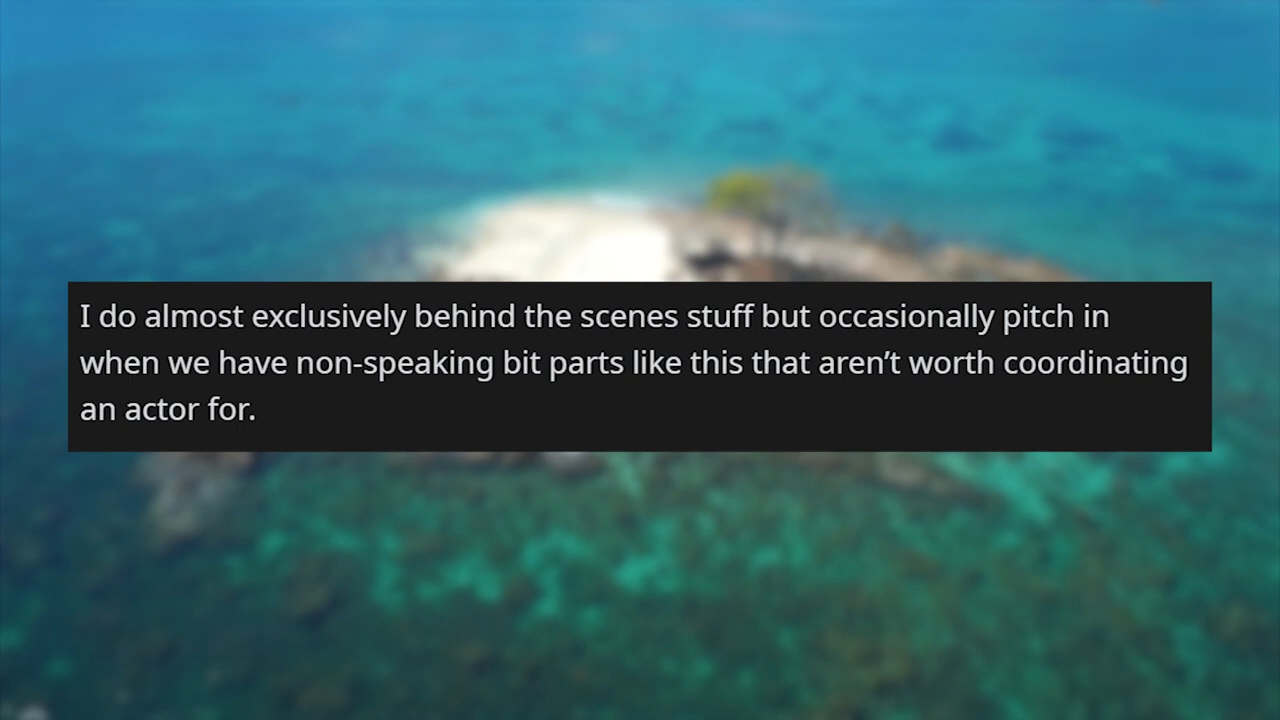 I do almost exclusively behind the scenes stuff but occasionally pitch in
when we have non-speaking bit parts like this that aren’t worth coordinating
an actor for.